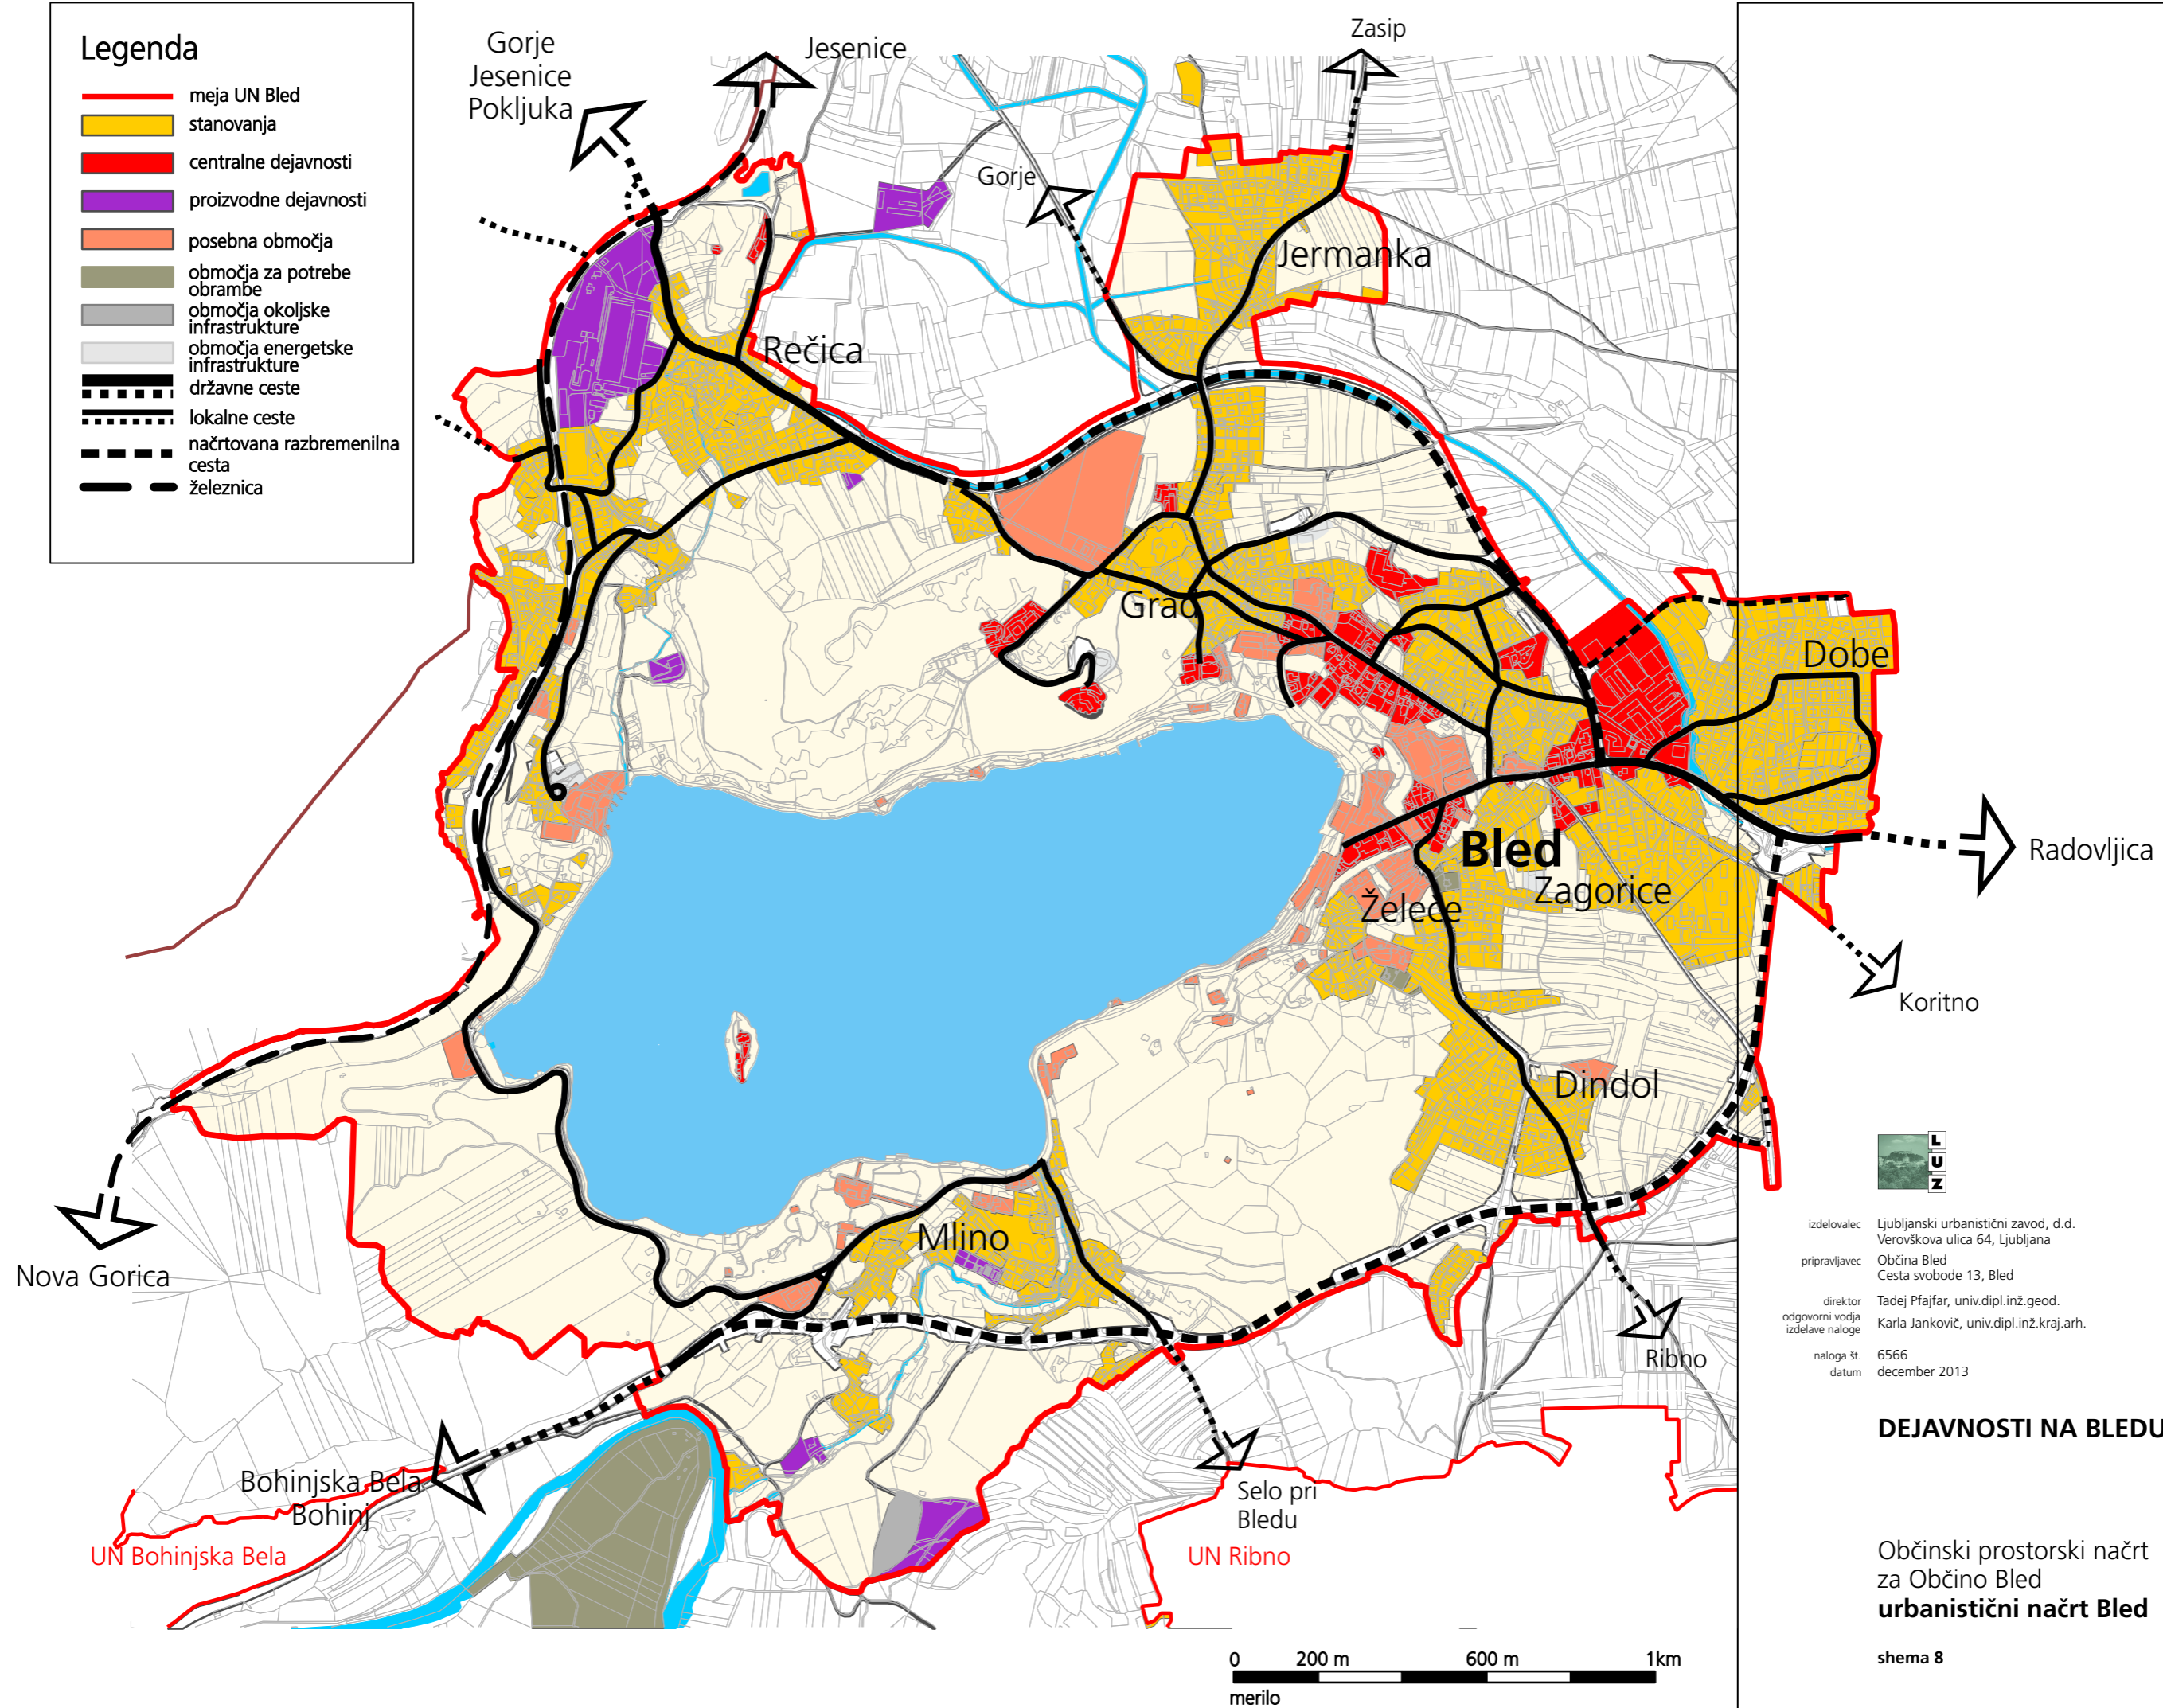 Legenda
meja UN Bled
stanovanja
centralne dejavnosti
proizvodne dejavnosti
posebna območja
območja za potrebe
obrambe
območja okoljske
infrastrukture
območja energetske
infrastrukture
državne ceste
lokalne ceste
načrtovana razbremenilna
cesta
železnica
Gorje
Jesenice
Pokljuka
Jesenice
Zasip
Gorje
Jermanka
Rečica
Grad
Dobe
Bled
Zagorice
Želeče
Radovljica
Koritno
Dindol
Mlino
Nova Gorica
Ribno
Bohinjska Bela
Bohinj
Selo pri
Bledu
UN Bohinjska Bela
UN Ribno
0 200 m 600 m 1km
merilo
L
U
Z
izdelovalec Ljubljanski urbanistični zavod, d.d.
Verovškova ulica 64, Ljubljana
pripravljavec Občina Bled
Cesta svobode 13, Bled
direktor Tadej Pfajfar, univ.dipl.inž.geod.
odgovorni vodja
izdelave naloge Karla Jankovič, univ.dipl.inž.kraj.arh.
naloga št. 6566
datum december 2013
DEJAVNOSTI NA BLEDU
Občinski prostorski načrt
za Občino Bled
urbanistični načrt Bled
shema 8